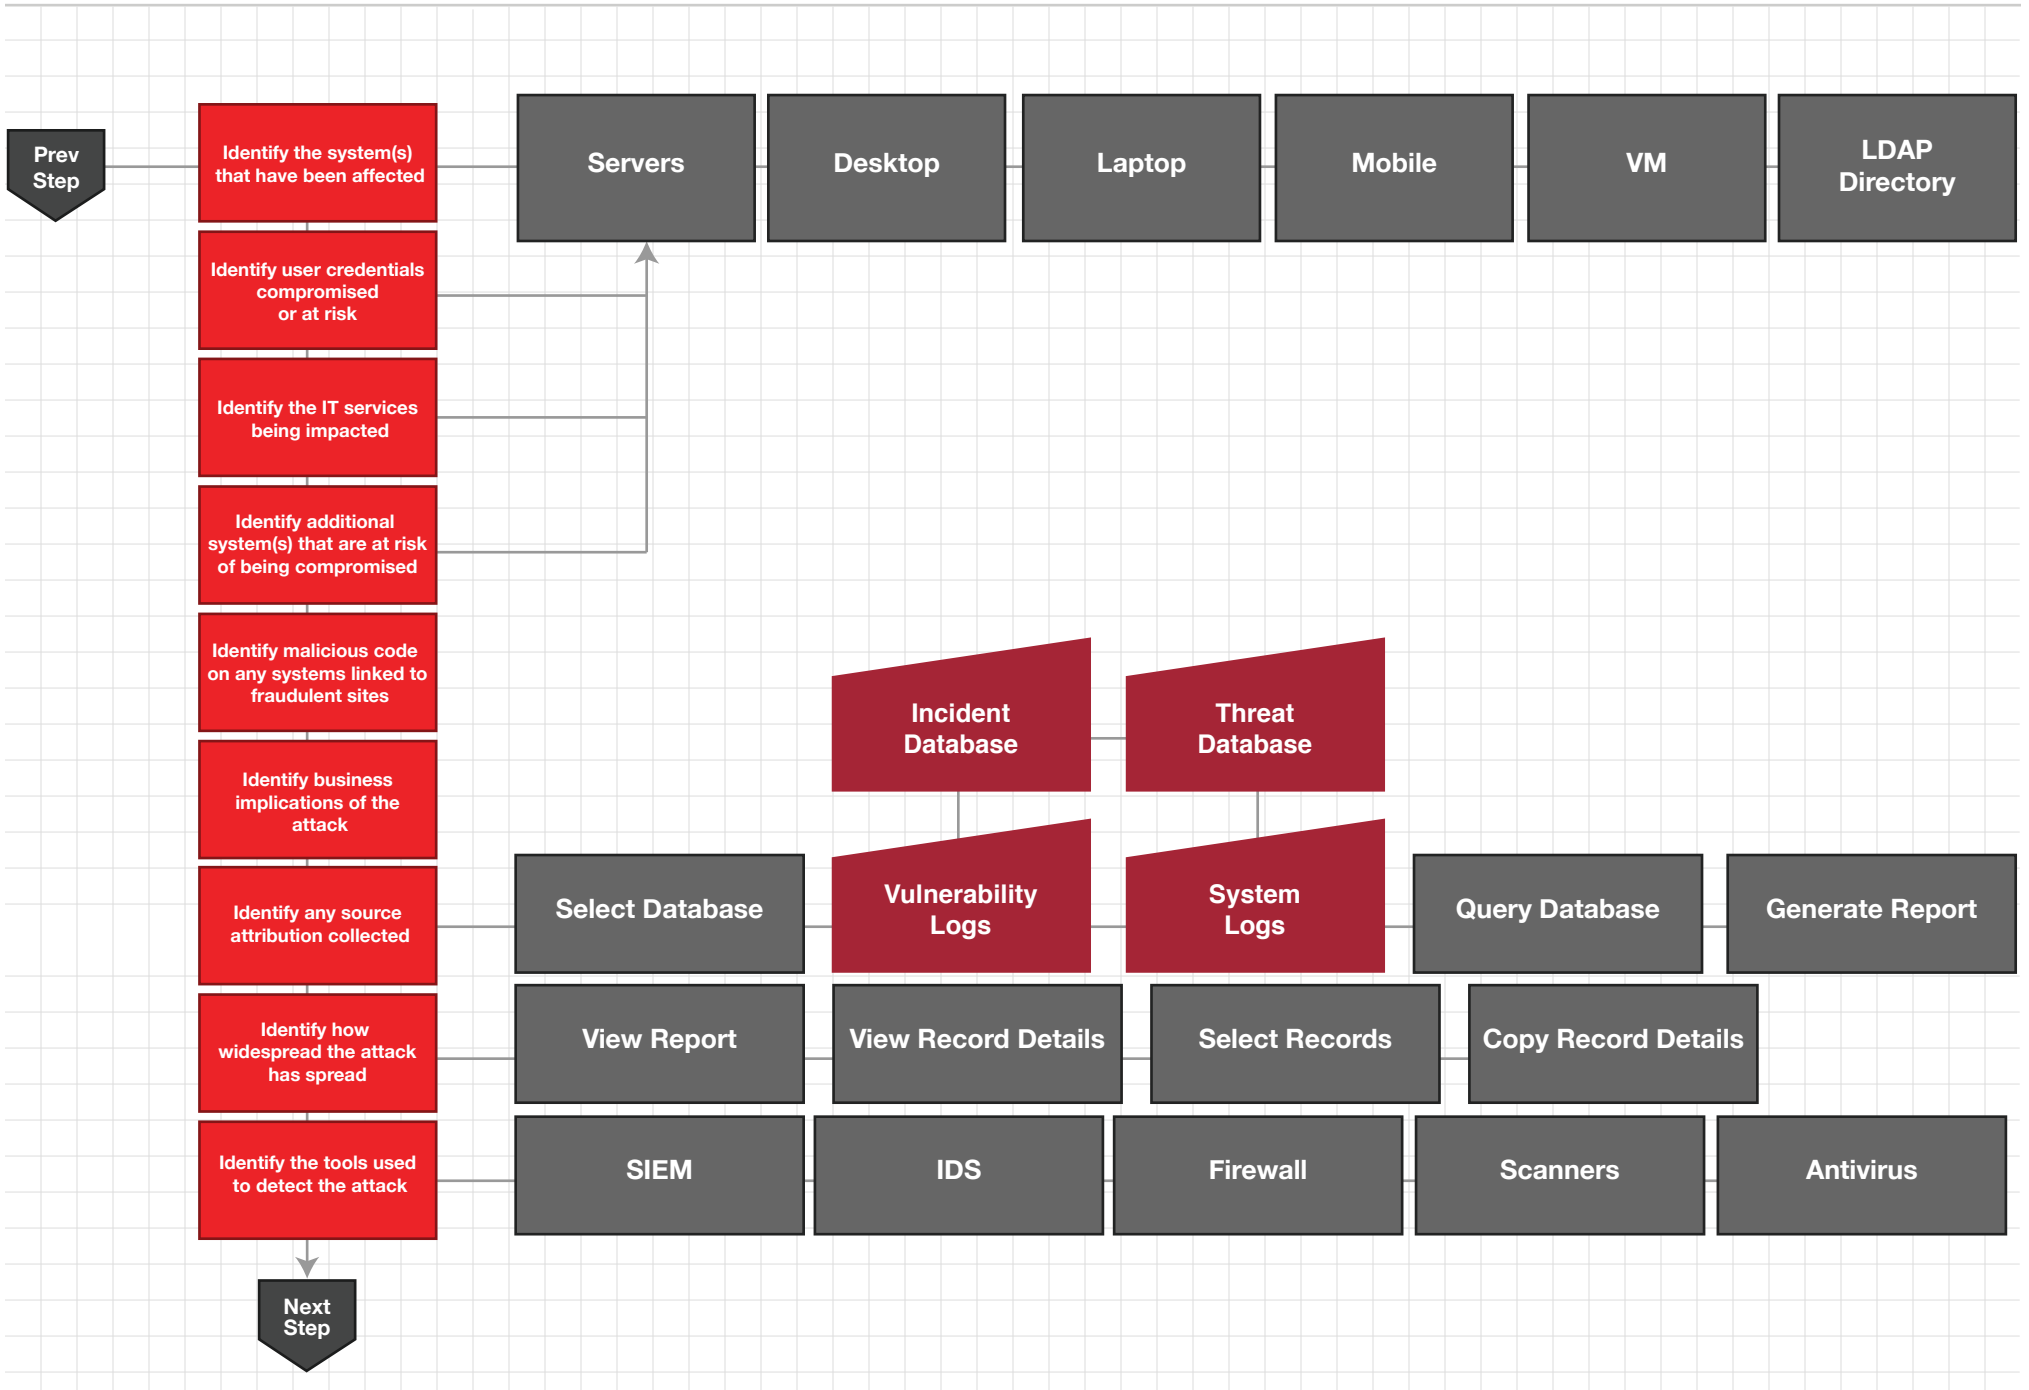 Prev
Step
Identify the system(s)
that have been affected
Servers
Desktop
Laptop
Mobile
VM
LDAP
Directory
Identify user credentials
compromised
or at risk
Identify the IT services
being impacted
Identify additional
system(s) that are at risk
of being compromised
Identify malicious code
on any systems linked to
fraudulent sites
Incident
Database
Threat
Database
Identify business
implications of the
attack
Identify any source
attribution collected
Select Database
Vulnerability
Logs
System
Logs
Query Database
Generate Report
Identify how
widespread the attack
has spread
View Report
View Record Details
Select Records
Copy Record Details
Identify the tools used
to detect the attack
SIEM
IDS
Firewall
Scanners
Antivirus
Next
Step